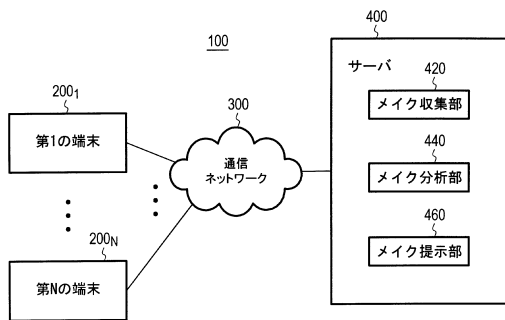 100
400
サーバ
420
メイク収集部
440
メイク分析部
460
メイク提示部
300
通信
ネットワーク
200₁
第1の端末
200N
第Nの端末